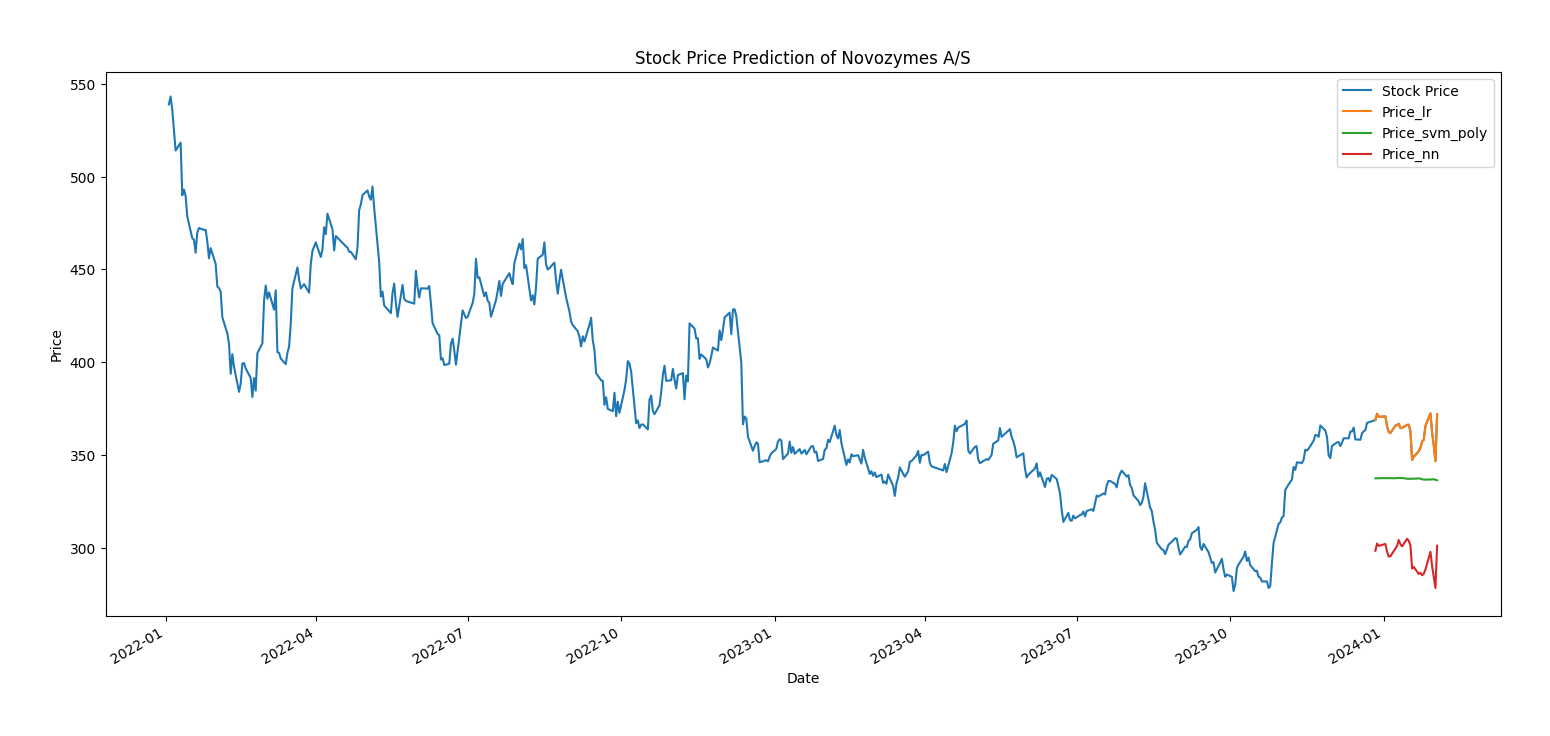 Stock Price Prediction of Novozymes A/S
Stock Price
Price_lr
Price_svm_poly
Price_nn
550
500
450
400
350
300
Price
2022-01
2022-04
2022-07
2022-10
2023-01
2023-04
2023-07
2023-10
2024-01
Date